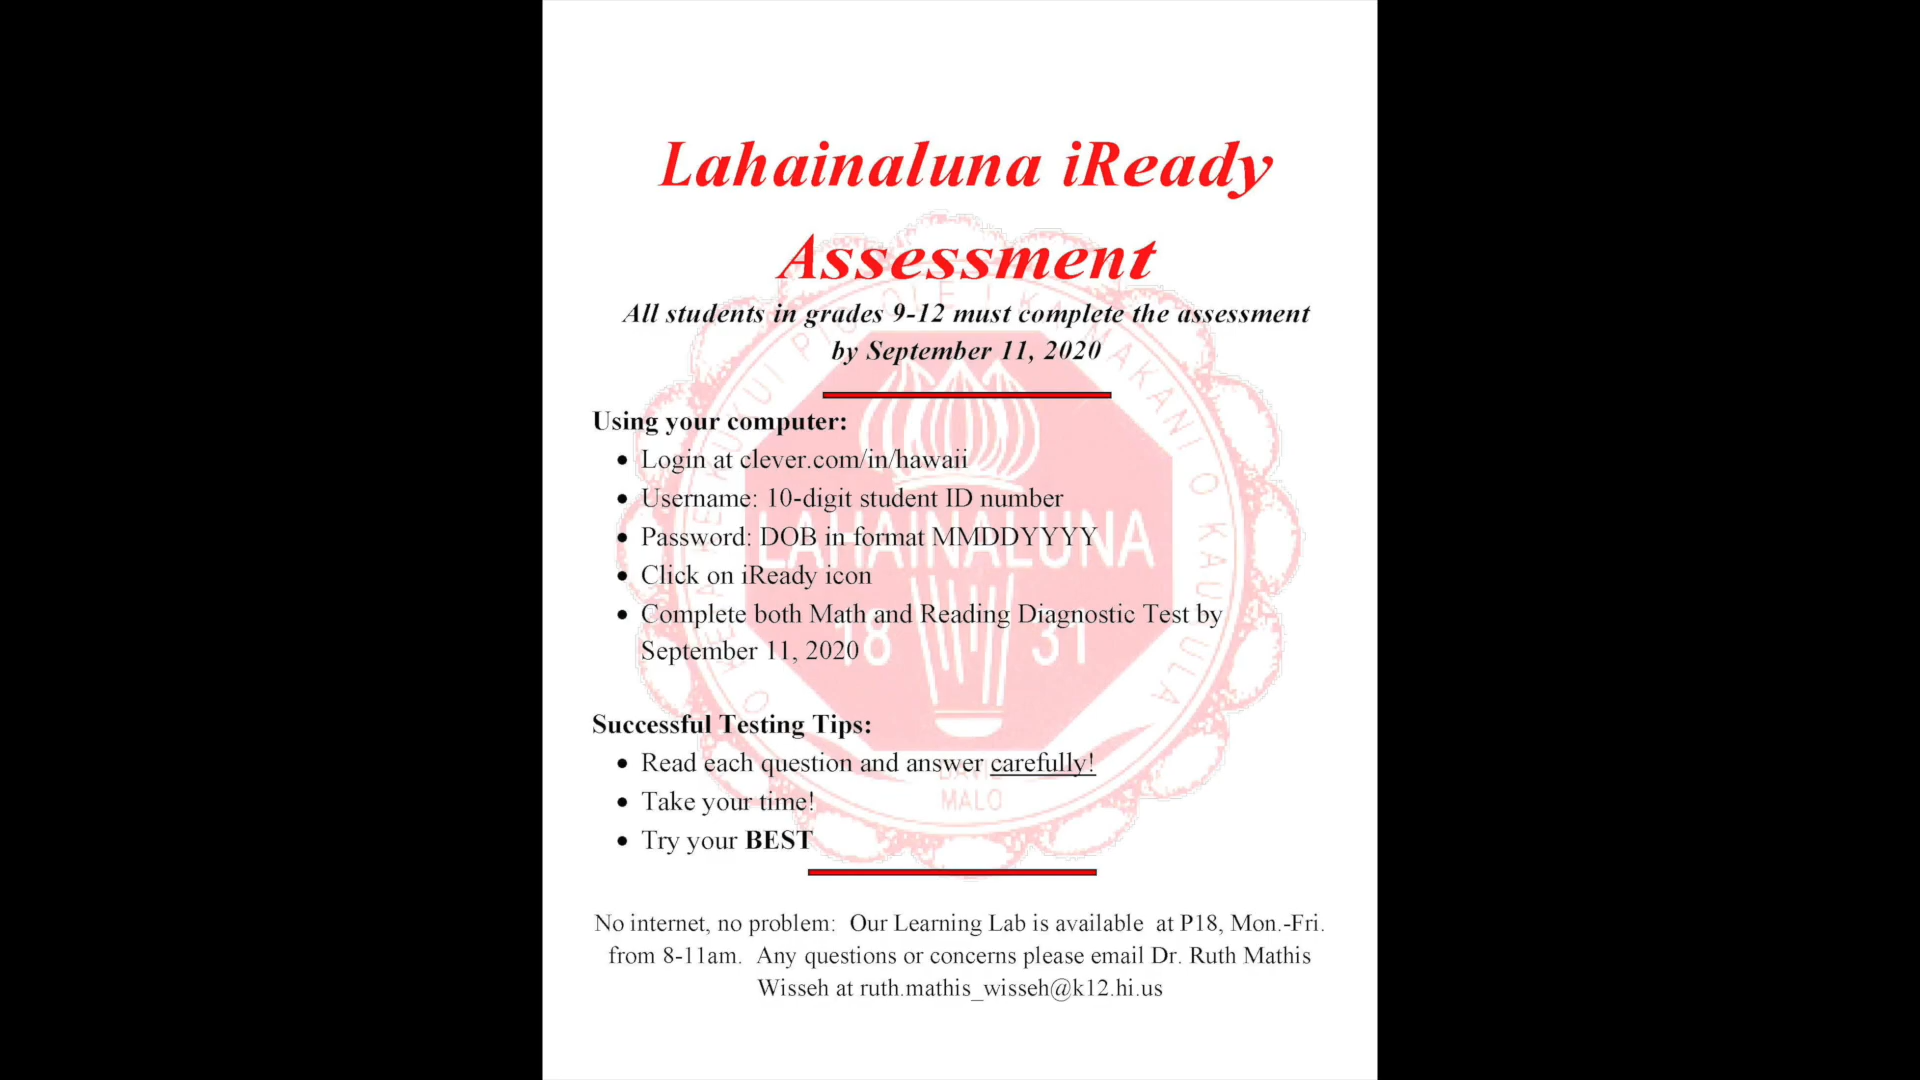 Lahainaluna iReady
Assessment
All students in grades 9-12 must complete the assessment
by September 11, 2020
Using your computer:
• Login at clever.com/in/hawaii
• Username: 10-digit student ID number
• Password: DOB in format MMDDYYYY
• Click on iReady icon
• Complete both Math and Reading Diagnostic Test by
September 11, 2020
LAHAINALUNA
18 31
Successful Testing Tips:
• Read each question and answer carefully!
• Take your time!
• Try your BEST
MALO
No internet, no problem:  Our Learning Lab is available  at P18, Mon.-Fri.
from 8-11am.  Any questions or concerns please email Dr. Ruth Mathis
Wisseh at ruth.mathis_wisseh@k12.hi.us